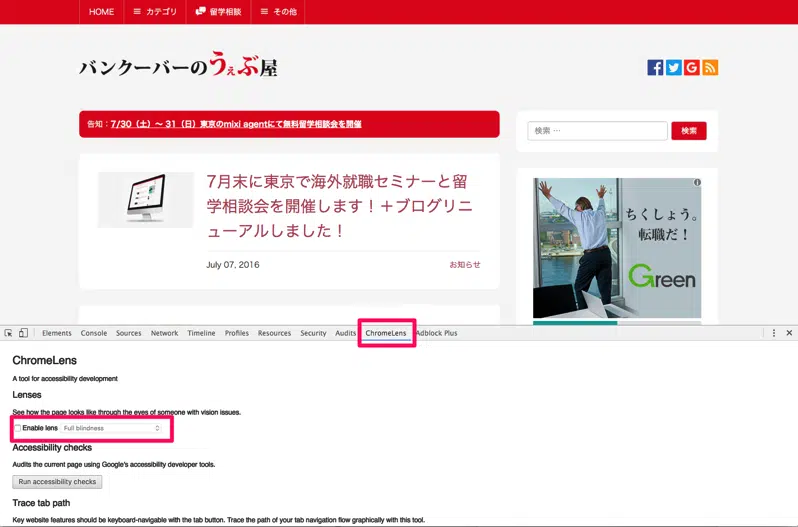 HOME カテゴリ 留学相談 その他
バンクーバーのうぇぶ屋
告知：7/30（土）〜 31（日）東京のmixi agentにて無料留学相談会を開催
検索 …
検索
7月末に東京で海外就職セミナーと留
学相談会を開催します！＋ブログリニ
ューアルしました！
July 07, 2016
お知らせ
ちくしょう。
転職だ！
Green
Elements Console Sources Network Timeline Profiles Resources Security Audits ChromeLens Adblock Plus
ChromeLens
A tool for accessibility development
Lenses
See how the page looks like through the eyes of someone with vision issues.
Enable lens Full blindness
Accessibility checks
Audits the current page using Google's accessibility developer tools.
Run accessibility checks
Trace tab path
Key website features should be keyboard-navigable with the tab button. Trace the path of your tab navigation flow graphically with this tool.